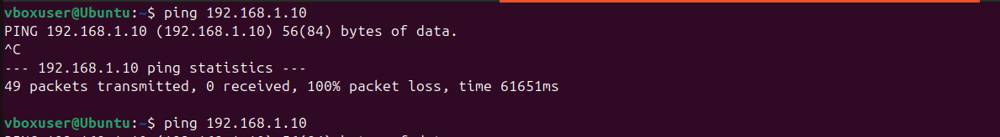 vboxuser@Ubuntu:~$ ping 192.168.1.10
PING 192.168.1.10 (192.168.1.10) 56(84) bytes of data.
^C
--- 192.168.1.10 ping statistics ---
49 packets transmitted, 0 received, 100% packet loss, time 61651ms
vboxuser@Ubuntu:~$ ping 192.168.1.10